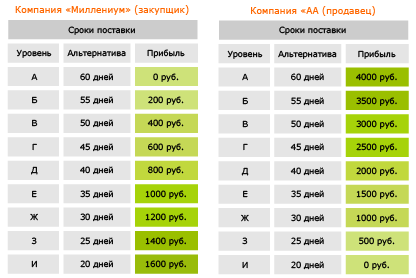 Компания «Миллениум» (закупщик)
Сроки поставки
Уровень Альтернатива Прибыль
А 60 дней 0 руб.
Б 55 дней 200 руб.
В 50 дней 400 руб.
Г 45 дней 600 руб.
Д 40 дней 800 руб.
Е 35 дней 1000 руб.
Ж 30 дней 1200 руб.
З 25 дней 1400 руб.
И 20 дней 1600 руб.
Компания «АА (продавец)
Сроки поставки
Уровень Альтернатива Прибыль
А 60 дней 4000 руб.
Б 55 дней 3500 руб.
В 50 дней 3000 руб.
Г 45 дней 2500 руб.
Д 40 дней 2000 руб.
Е 35 дней 1500 руб.
Ж 30 дней 1000 руб.
З 25 дней 500 руб.
И 20 дней 0 руб.